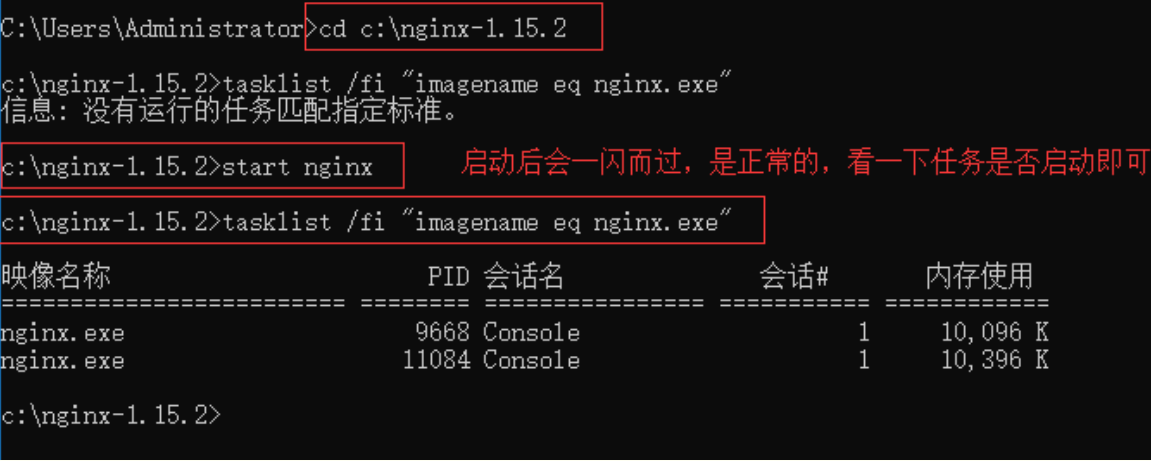 C:\Users\Administrator>cd c:\nginx-1.15.2
c:\nginx-1.15.2>tasklist /fi "imagename eq nginx.exe"
信息: 没有运行的任务匹配指定标准。
c:\nginx-1.15.2>start nginx 启动后会一闪而过，是正常的，看一下任务是否启动即可
c:\nginx-1.15.2>tasklist /fi "imagename eq nginx.exe"
映像名称 PID 会话名 会话# 内存使用
========================= ======== ================ =========== ============
nginx.exe 9668 Console 1 10,096 K
nginx.exe 11084 Console 1 10,396 K
c:\nginx-1.15.2>